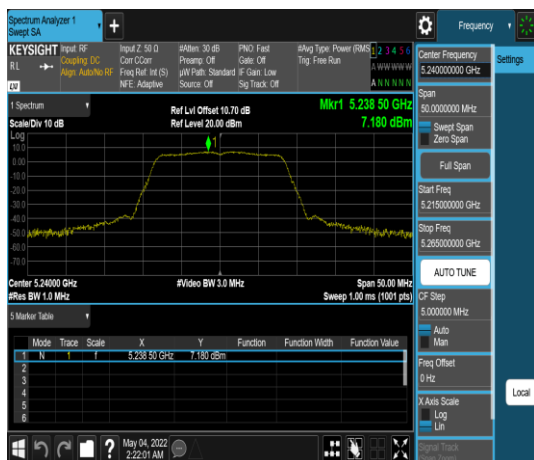 Spectrum Analyzer 1
Swept SA
Frequency
KEYSIGHT
RL
LXI
Input: RF
Coupling: DC
Align: Auto/No RF
Input Z: 50 Ω
Corr CCorr
Freq Ref: Int (S)
NFE: Adaptive
#Atten: 30 dB
Preamp: Off
µW Path: Standard
Source: Off
PNO: Fast
Gate: Off
IF Gain: Low
Sig Track: Off
#Avg Type: Power (RMS
Trig: Free Run
1 2 3 4 5 6
A W W W W W
A N N N N N
1 Spectrum
Scale/Div 10 dB
Ref Lvl Offset 10.70 dB
Ref Level 20.00 dBm
Mkr1 5.238 50 GHz
7.180 dBm
Log
10.0
0.00
-10.0
-20.0
-30.0
-40.0
-50.0
-60.0
-70.0
1
Center 5.24000 GHz
#Res BW 1.0 MHz
#Video BW 3.0 MHz
Span 50.00 MHz
Sweep 1.00 ms (1001 pts)
5 Marker Table
Mode Trace Scale X Y Function Function Width Function Value
1 N 1 f 5.238 50 GHz 7.180 dBm
2
3
4
5
6
May 04, 2022
2:22:01 AM
Center Frequency
5.240000000 GHz
Span
50.0000000 MHz
Swept Span
Zero Span
Full Span
Start Freq
5.215000000 GHz
Stop Freq
5.265000000 GHz
AUTO TUNE
CF Step
5.000000 MHz
Auto
Man
Freq Offset
0 Hz
X Axis Scale
Log
Lin
Signal Track
(Span Zoom)
Settings
Local